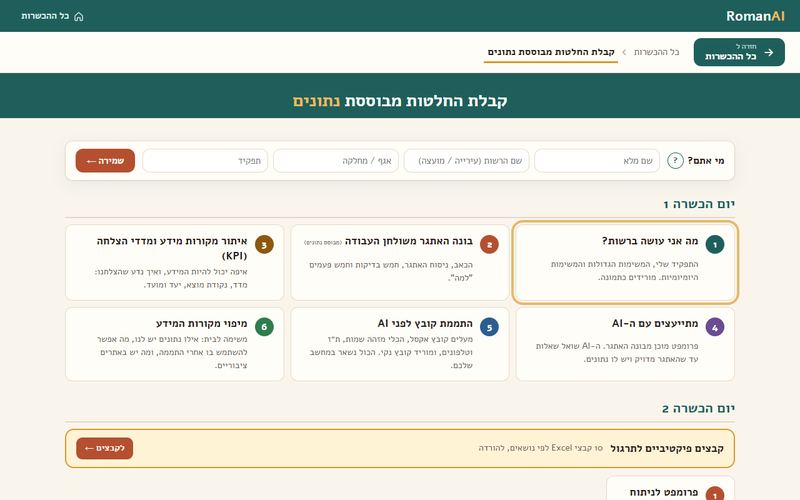 RomanAI
כל ההכשרות
חזרה ל
כל ההכשרות
כל ההכשרות
קבלת החלטות מבוססת נתונים
קבלת החלטות מבוססת נתונים
מי אתם? ?
שם מלא
שם הרשות (עירייה / מועצה)
אגף / מחלקה
תפקיד
שמירה ←
יום הכשרה 1
1
מה אני עושה ברשות?
התפקיד שלי, המשימות הגדולות והמשימות
היומיומיות. מורידים כתמונה.
2
בונה האתגר משולחן העבודה (מבוסס נתונים)
הכאב, ניסוח האתגר, חמש בדיקות וחמש פעמים
"למה".
3
איתור מקורות מידע ומדדי הצלחה
(KPI)
איפה יכול להיות המידע, ואיך נדע שהצלחנו:
מדד, נקודת מוצא, יעד ומועד.
4
מתייעצים עם ה-AI
פרומפט מוכן מבונה האתגר. ה-AI שואל שאלות
עד שהאתגר מדויק ויש לו נתונים.
5
התממת קובץ לפני AI
מעלים קובץ אקסל, הכלי מזהה שמות, ת"ז
וטלפונים, ומוריד קובץ נקי. הכול נשאר במחשב
שלכם.
6
מיפוי מקורות המידע
משימה לבית: אילו נתונים יש לנו, מה אפשר
להשתמש בו אחרי התממה, ומה יש באתרים
ציבוריים.
יום הכשרה 2
קבצים פיקטיביים לתרגול
10 קבצי Excel לפי נושאים, להורדה
לקבצים ←
1
פרומפט לניתוח